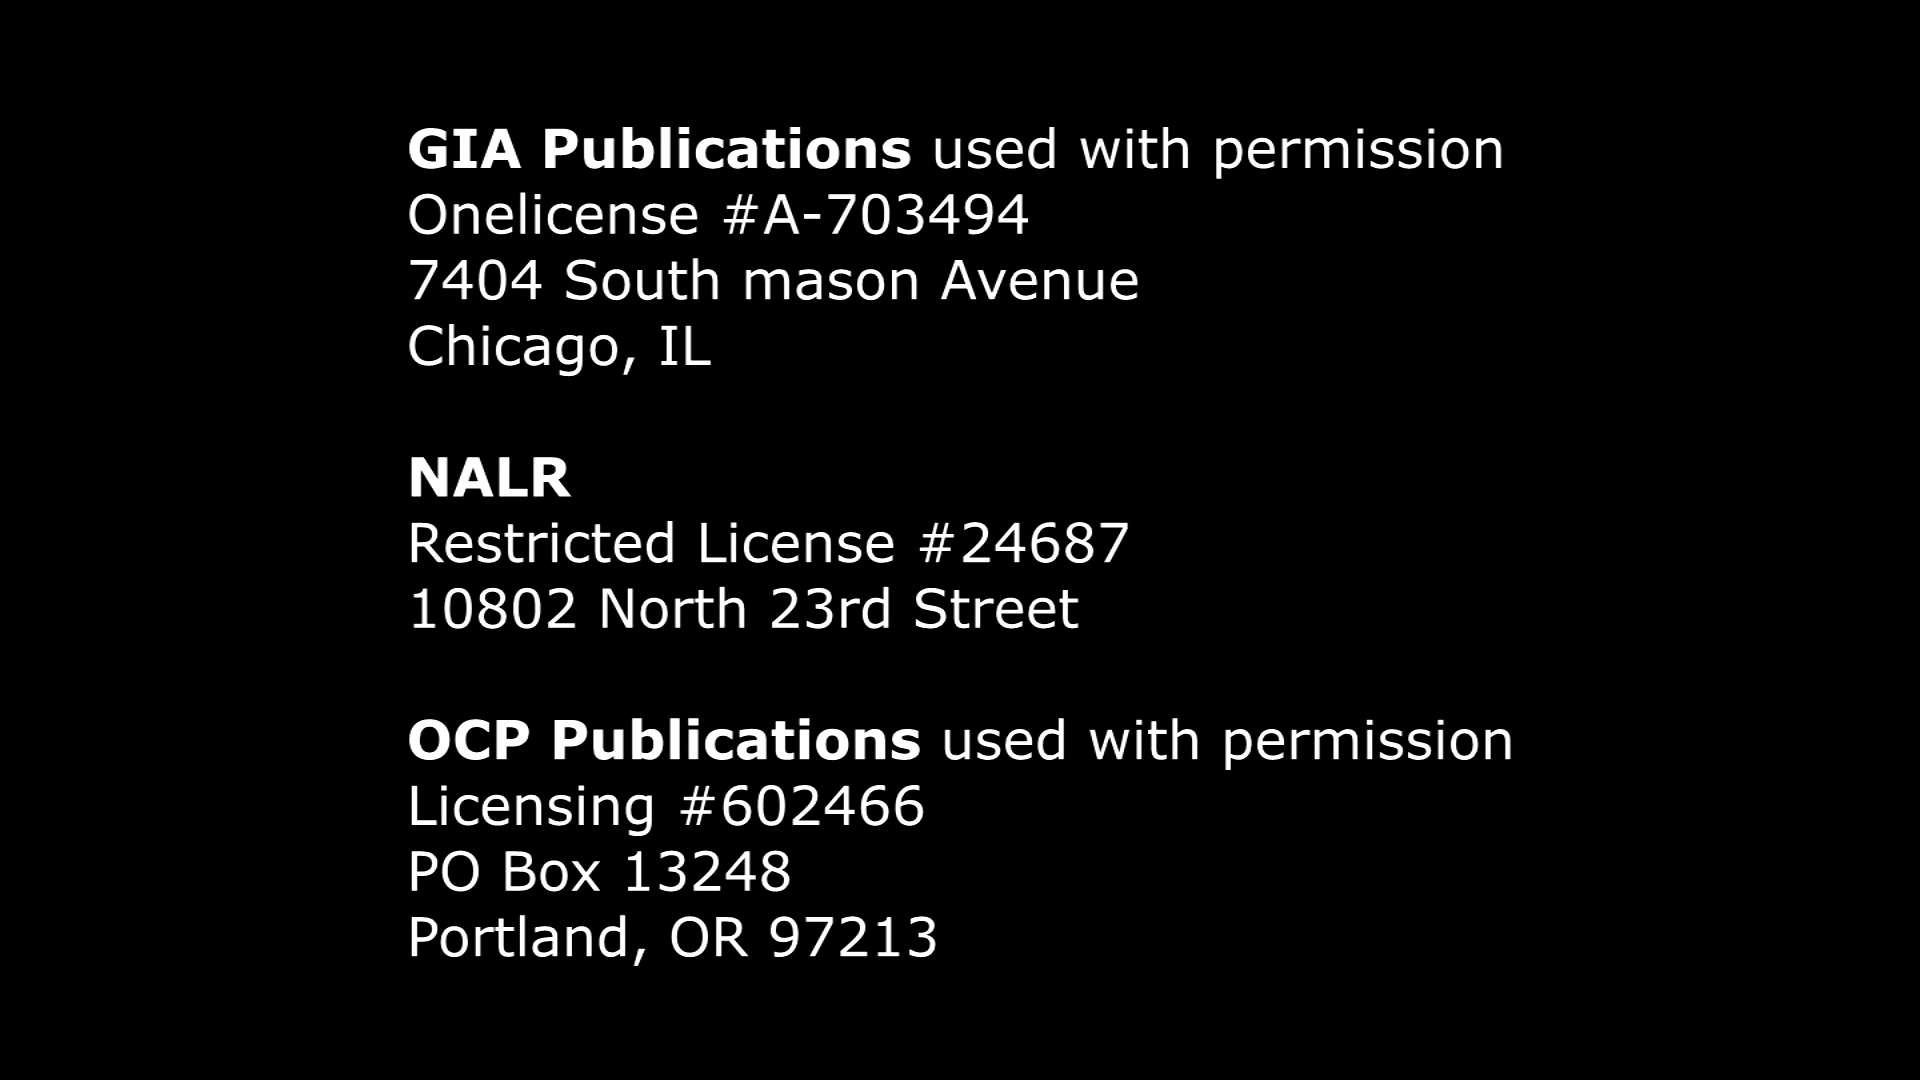 GIA Publications used with permission
Onelicense #A-703494
7404 South mason Avenue
Chicago, IL
NALR
Restricted License #24687
10802 North 23rd Street
OCP Publications used with permission
Licensing #602466
PO Box 13248
Portland, OR 97213